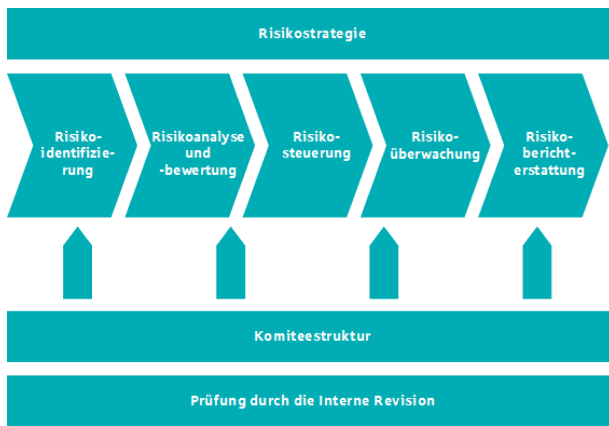 Risikostrategie
Risiko-
identifizie-
rung
Risikoanalyse
und
-bewertung
Risiko-
steuerung
Risiko-
überwachung
Risiko-
bericht-
erstattung
Komiteestruktur
Prüfung durch die Interne Revision